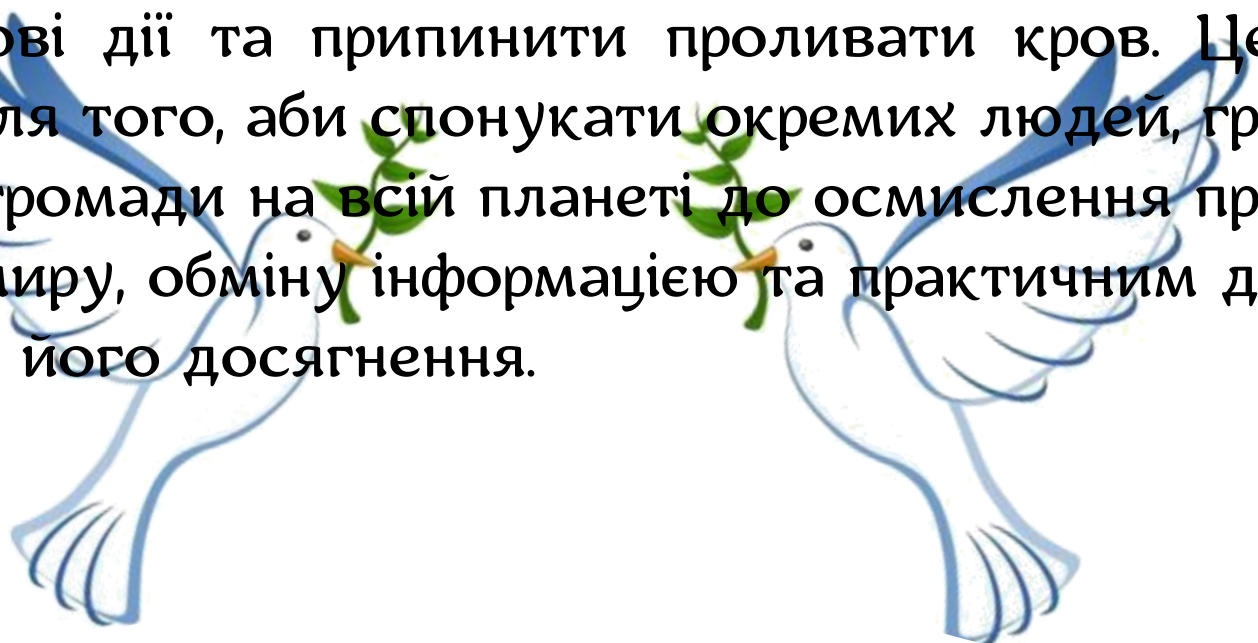 ові дії та припинити проливати кров. Це
ля того, аби спонукати окремих людей, гр
громади на всій планеті до осмислення пр
миру, обміну інформацією та практичним д
його досягнення.